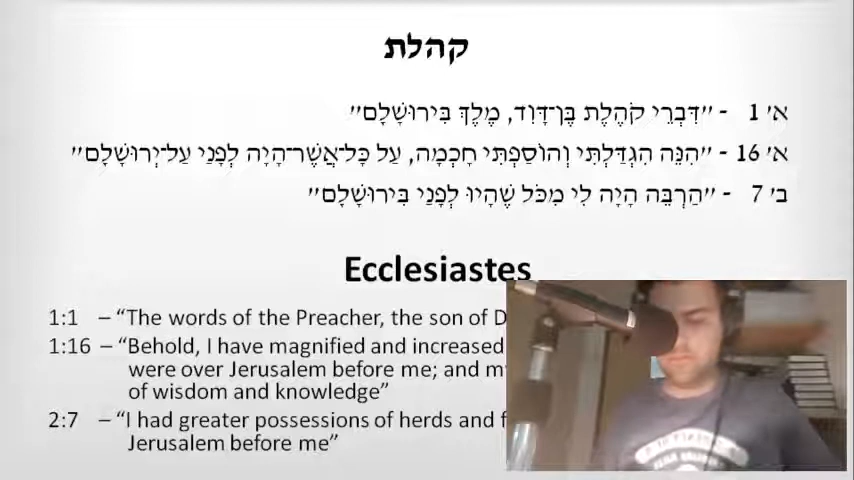 קהלת
א׳ 1 - ״דִּבְרֵי קֹהֶלֶת בֶּן־דָּוִד, מֶלֶךְ בִּירוּשָׁלִָם״
א׳ 16 - ״הִנֵּה הִגְדַּלְתִּי וְהוֹסַפְתִּי חָכְמָה, עַל כָּל־אֲשֶׁר־הָיָה לְפָנַי עַל־יְרוּשָׁלִָם״
ב׳ 7 - ״הַרְבֵּה הָיָה לִי מִכֹּל שֶׁהָיוּ לְפָנַי בִּירוּשָׁלִָם״
Ecclesiastes
1:1 – “The words of the Preacher, the son of D
1:16 – “Behold, I have magnified and increased
were over Jerusalem before me; and m
of wisdom and knowledge”
2:7 – “I had greater possessions of herds and f
Jerusalem before me”